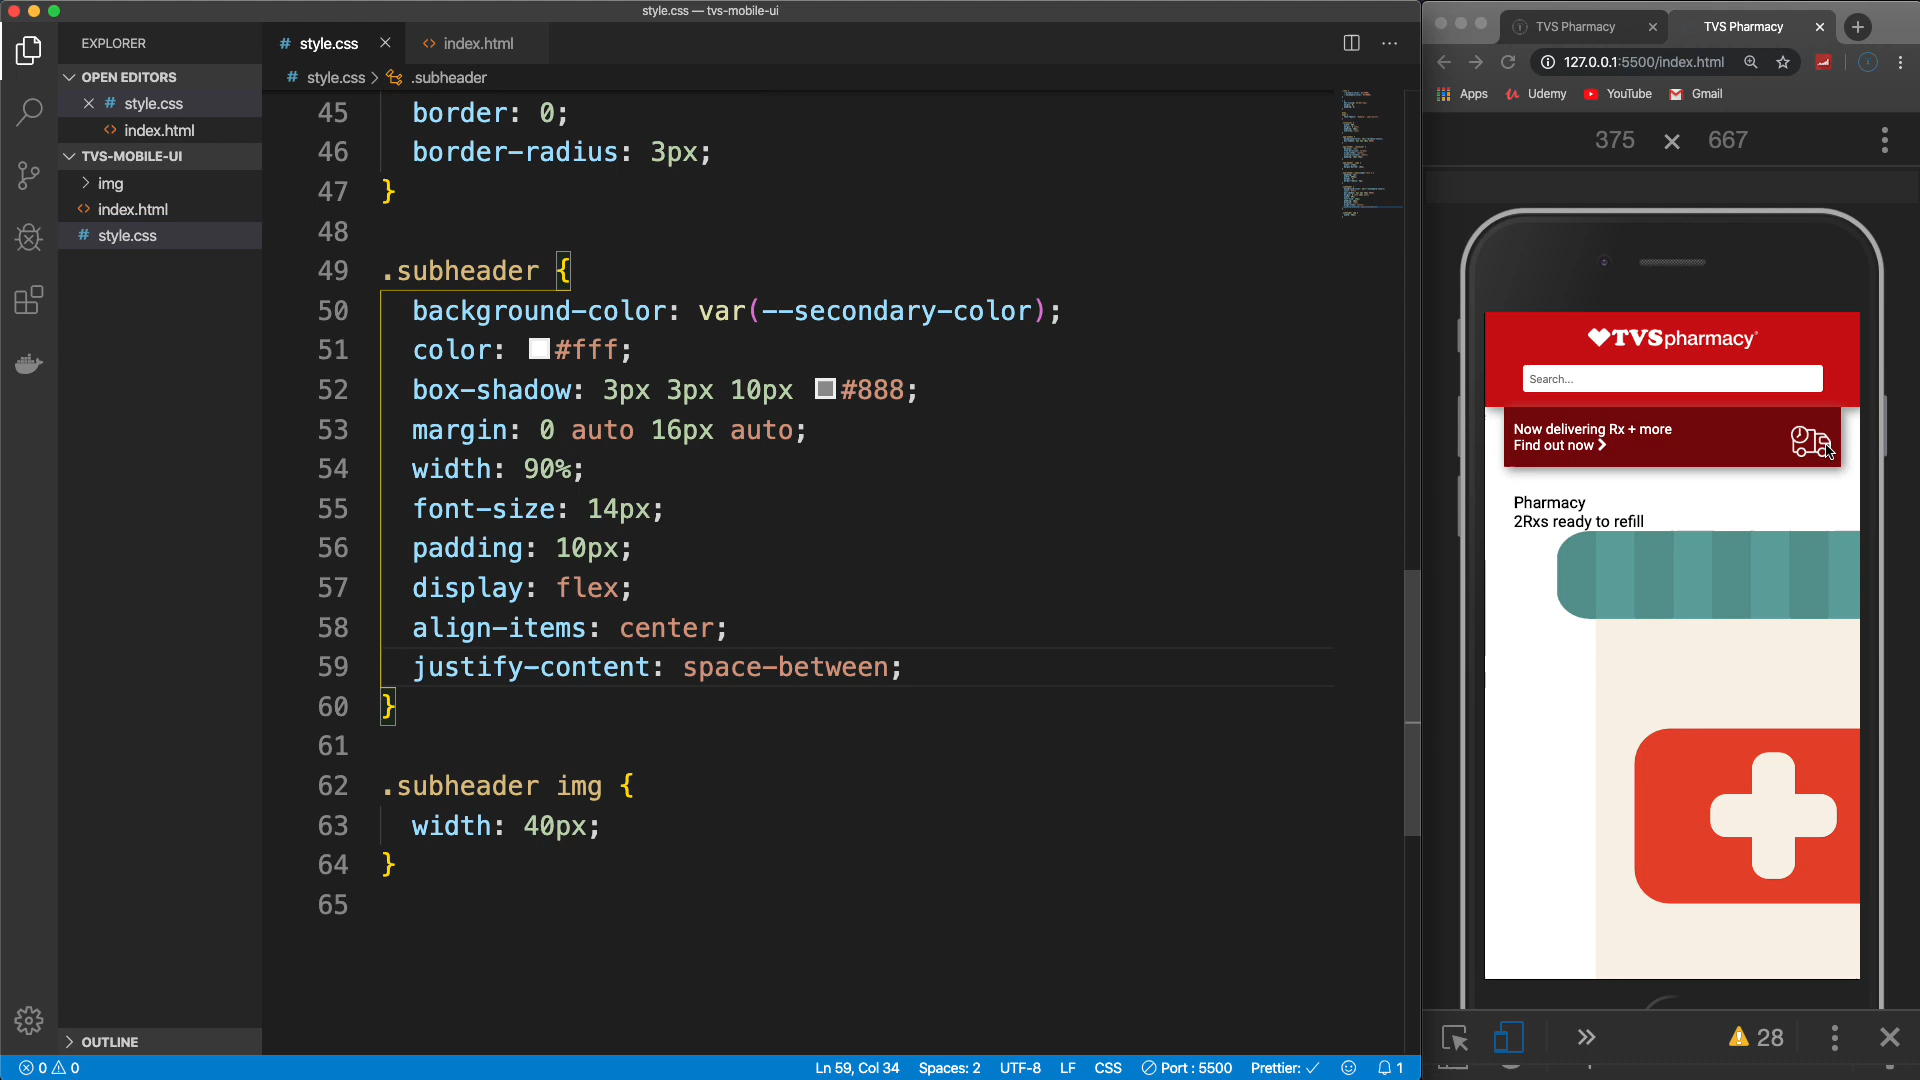 style.css — tvs-mobile-ui
EXPLORER
OPEN EDITORS
# style.css
<> index.html
TVS-MOBILE-UI
img
<> index.html
# style.css
OUTLINE
# style.css
<> index.html
# style.css > .subheader
45 border: 0;
46 border-radius: 3px;
47 }
48
49 .subheader {
50 background-color: var(--secondary-color);
51 color: #fff;
52 box-shadow: 3px 3px 10px #888;
53 margin: 0 auto 16px auto;
54 width: 90%;
55 font-size: 14px;
56 padding: 10px;
57 display: flex;
58 align-items: center;
59 justify-content: space-between;
60 }
61
62 .subheader img {
63 width: 40px;
64 }
65
0 0
Ln 59, Col 34 Spaces: 2 UTF-8 LF CSS Port : 5500 Prettier: ✓ 1
TVS Pharmacy
TVS Pharmacy
127.0.0.1:5500/index.html
Apps Udemy YouTube Gmail
375 × 667
TVSpharmacy
Search...
Now delivering Rx + more
Find out now
Pharmacy
2Rxs ready to refill
28